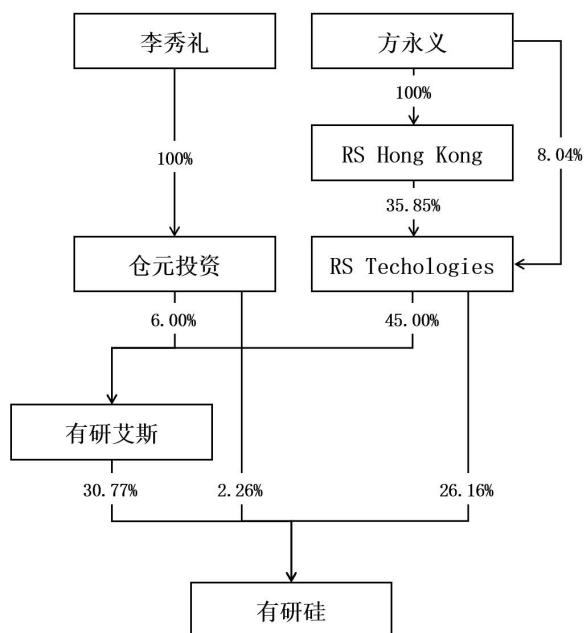 李秀礼
方永义
100%
100%
RS Hong Kong
8.04%
35.85%
仓元投资
RS Techologies
6.00%
45.00%
有研艾斯
30.77%
2.26%
26.16%
有研硅